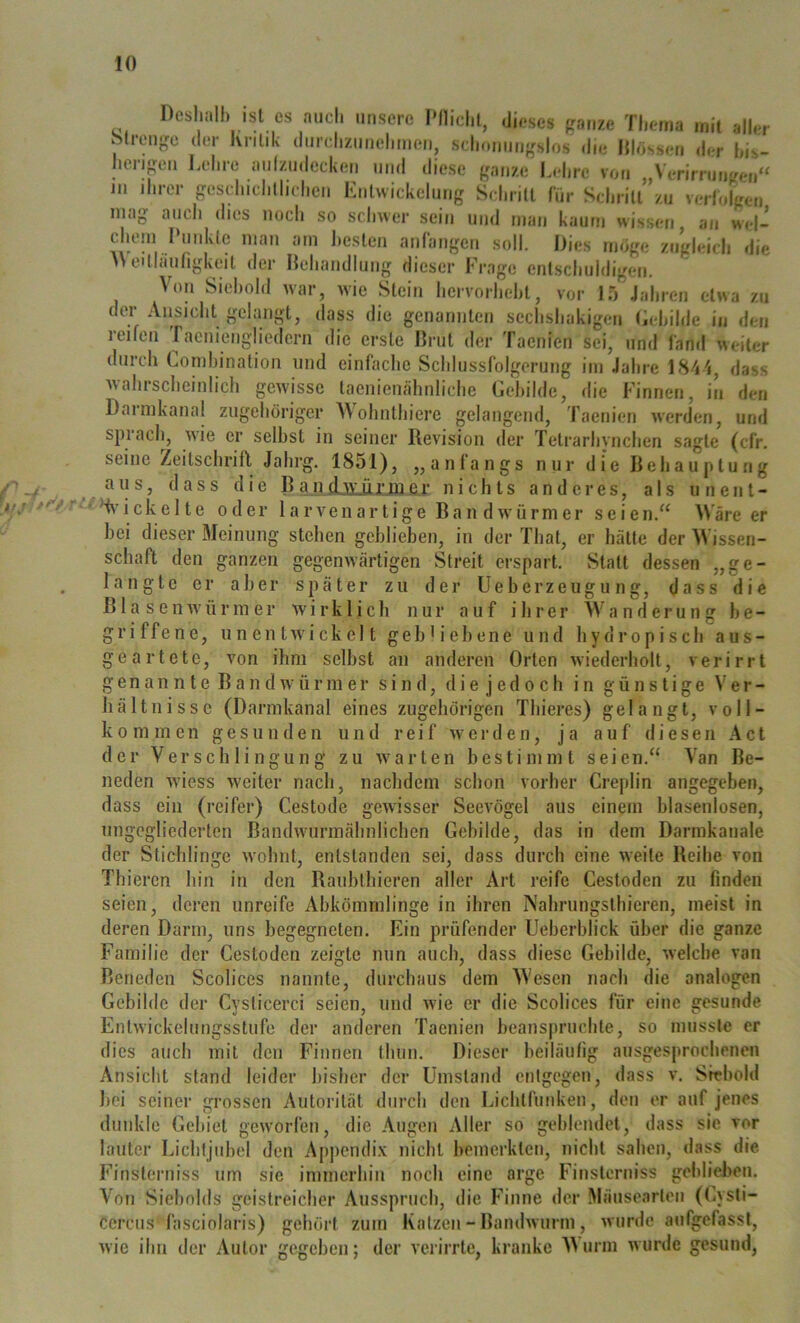 10
Deshalb ist es auch unsere Pflicht, dieses ganze Thema mit aller
Strenge der Kritik durchzunehmen, schonungslos die Blössen der bis-
herigen Lehre aufzudecken und diese ganze Lehre von „Verirrungen“
in ihrer geschichtlichen Entwickelung Schritt für Schritt zu verfolgen,
mag auch dies noch so schwer sein und man kaum wissen, an wel-
chem Punkte man am besten anfangen soll. Dies möge zugleich die
Weitläufigkeit der Behandlung dieser Frage entschuldigen.
Von Siebold war, wie Stein hervorhebt, vor 15 Jahren etwa zu
der Ansicht gelangt, dass die genannten sechshakigen Gebilde in den
reifen Taeniengliedern die erste Brut der Taenien sei, und fand weiter
durch Combination und einfache Schlussfolgerung im Jahre 1844, dass
wahrscheinlich gewisse taenienähnliche Gebilde, die Finnen, in den
Darmkanal zugehöriger Wohnthiere gelangend, Taenien werden, und
sprach, wie er selbst in seiner Revision der Tetrarhynchen sagte (cfr.
seine Zeitschrift Jahrg. 1851), „anfangs nur die Behauptung
aus, dass die Bandwürmer nichts anderes, als unent-
wickelte oder larvenartige Bandwürmer seien.“ Wäre er
bei dieser Meinung stehen geblieben, in der That, er hätte der Wissen-
schaft den ganzen gegenwärtigen Streit erspart. Statt dessen „ge-
langte er aber später zu der Ueberzeugung, dass die
Blasenwürmer wirklich nur auf ihrer Wanderung be-
griffene, unentwickelt gebliebene und hydropisch aus-
geartete, von ihm selbst an anderen Orten wiederholt, verirrt
genannte Bandwürmer sind, die jedoch in günstige Ver-
hältnisse (Darmkanal eines zugehörigen Thieres) gelangt, voll-
kommen gesunden und reif werden, ja auf diesen Act
der Verschlingung zu warten bestimmt seien.“ Van Be-
neden wiess weiter nach, nachdem schon vorher Creplin angegeben,
dass ein (reifer) Cestode gewisser Seevögel aus einem blasenlosen,
ungegliederten Bandwurmähnlichen Gebilde, das in dem Darmkanale
der Stichlinge wohnt, entstanden sei, dass durch eine weite Reihe von
Thieren hin in den Raubthieren aller Art reife Cestoden zu finden
seien, deren unreife Abkömmlinge in ihren Nahrungsthieren, meist in
deren Darm, uns begegneten. Ein prüfender Ueberblick über die ganze
Familie der Cestoden zeigte nun auch, dass diese Gebilde, welche van
Beneden Scolices nannte, durchaus dem Wesen nach die analogen
Gebilde der Cysticerci seien, und wie er die Scolices für eine gesunde
Entwickelungsstufe der anderen Taenien beanspruchte, so musste er
dies auch mit den Finnen thun. Dieser beiläufig ausgesprochenen
Ansicht stand leider bisher der Umstand entgegen, dass v. Siebold
bei seiner grossen Autorität durch den Lichtfunken, den er auf jenes
dunkle Gebiet geworfen, die Augen Aller so geblendet, dass sie vor
lauter Lichtjubel den Appendix nicht bemerkten, nicht sahen, dass die
Finsterniss um sie immerhin noch eine arge Finsterniss geblieben.
Von Siebolds geistreicher Ausspruch, die Finne der Mäusearten (Cysti-
cercus fasciolaris) gehört zum Katzen-Bandwurm, wurde aufgefasst,
wie ihn der Autor gegeben; der verirrte, kranke Wurm wurde gesund,